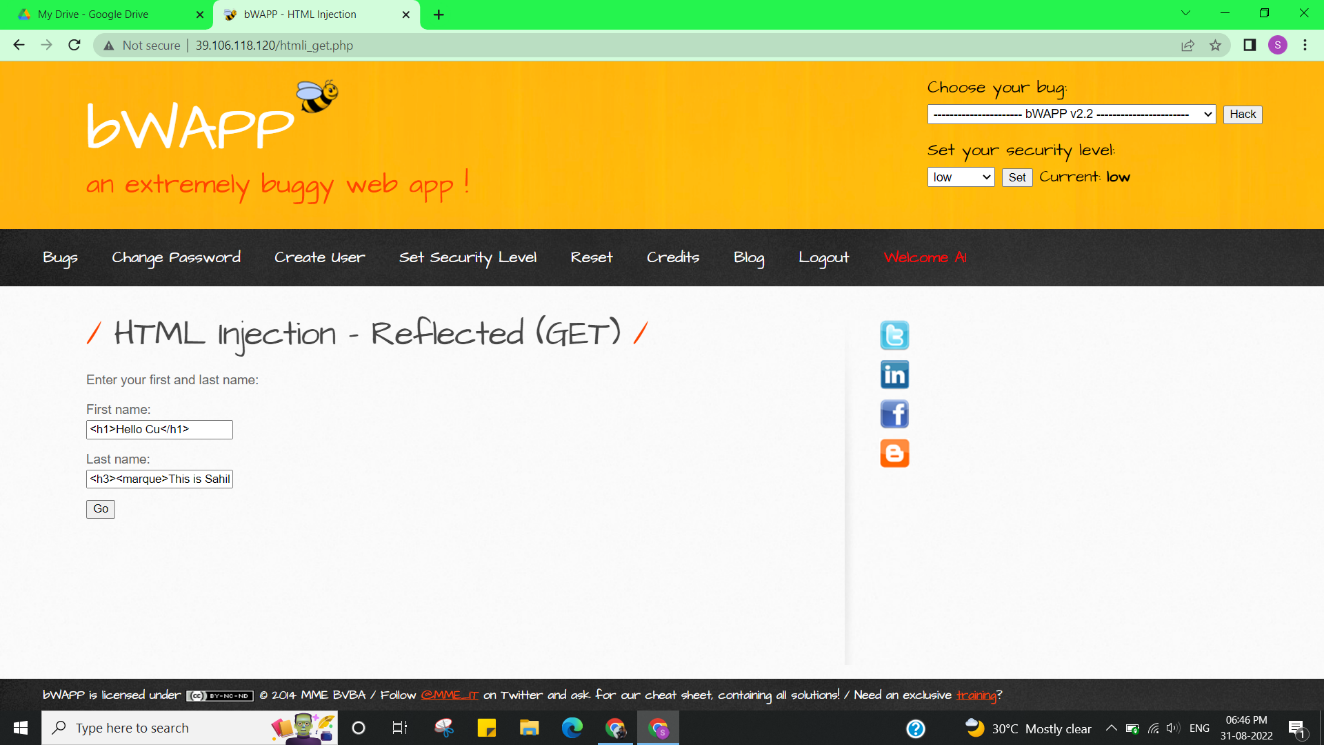 My Drive - Google Drive
bWAPP - HTML Injection
Not secure
39.106.118.120/htmli_get.php
S
bWAPP
an extremely buggy web app !
Choose your bug:
---------------------- bWAPP v2.2 -----------------------
Hack
Set your security level:
low
Set
Current: low
Bugs
Change Password
Create User
Set Security Level
Reset
Credits
Blog
Logout
Welcome A
/ HTML Injection - Reflected (GET) /
Enter your first and last name:
First name:
<h1>Hello Cu</h1>
Last name:
<h3><marque>This is Sahil
Go
bWAPP is licensed under (cc) BY-NC-ND © 2014 MME BVBA / Follow @MME_IT on Twitter and ask for our cheat sheet, containing all solutions! / Need an exclusive training?
Type here to search
30°C Mostly clear
ENG
06:46 PM
31-08-2022
1